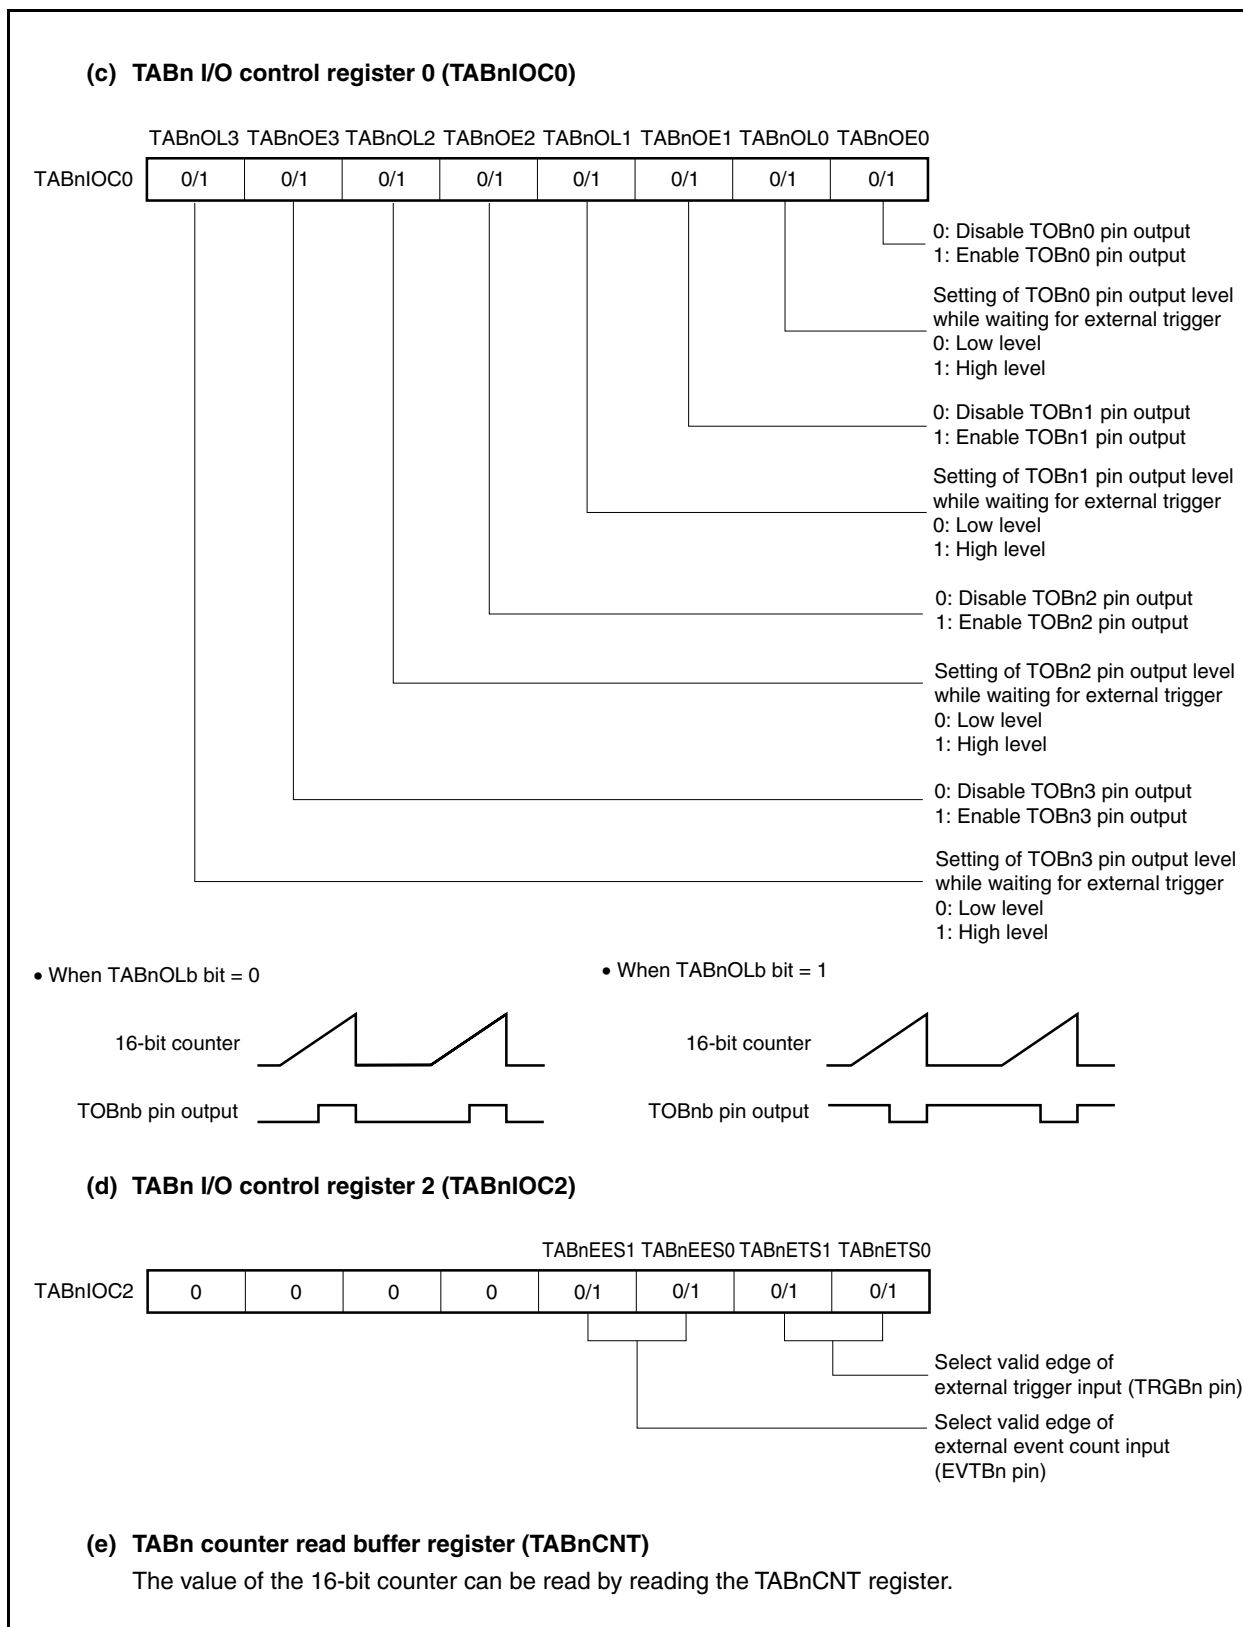 (c) TABn I/O control register 0 (TABnIOC0)
TABnOL3 TABnOE3 TABnOL2 TABnOE2 TABnOL1 TABnOE1 TABnOL0 TABnOE0
TABnIOC0 0/1 0/1 0/1 0/1 0/1 0/1 0/1 0/1
0: Disable TOBn0 pin output
1: Enable TOBn0 pin output
Setting of TOBn0 pin output level
while waiting for external trigger
0: Low level
1: High level
0: Disable TOBn1 pin output
1: Enable TOBn1 pin output
Setting of TOBn1 pin output level
while waiting for external trigger
0: Low level
1: High level
0: Disable TOBn2 pin output
1: Enable TOBn2 pin output
Setting of TOBn2 pin output level
while waiting for external trigger
0: Low level
1: High level
0: Disable TOBn3 pin output
1: Enable TOBn3 pin output
Setting of TOBn3 pin output level
while waiting for external trigger
0: Low level
1: High level
• When TABnOLb bit = 0
16-bit counter
TOBnb pin output
• When TABnOLb bit = 1
16-bit counter
TOBnb pin output
(d) TABn I/O control register 2 (TABnIOC2)
TABnEES1 TABnEES0 TABnETS1 TABnETS0
TABnIOC2 0 0 0 0 0/1 0/1 0/1 0/1
Select valid edge of
external trigger input (TRGBn pin)
Select valid edge of
external event count input
(EVTBn pin)
(e) TABn counter read buffer register (TABnCNT)
The value of the 16-bit counter can be read by reading the TABnCNT register.